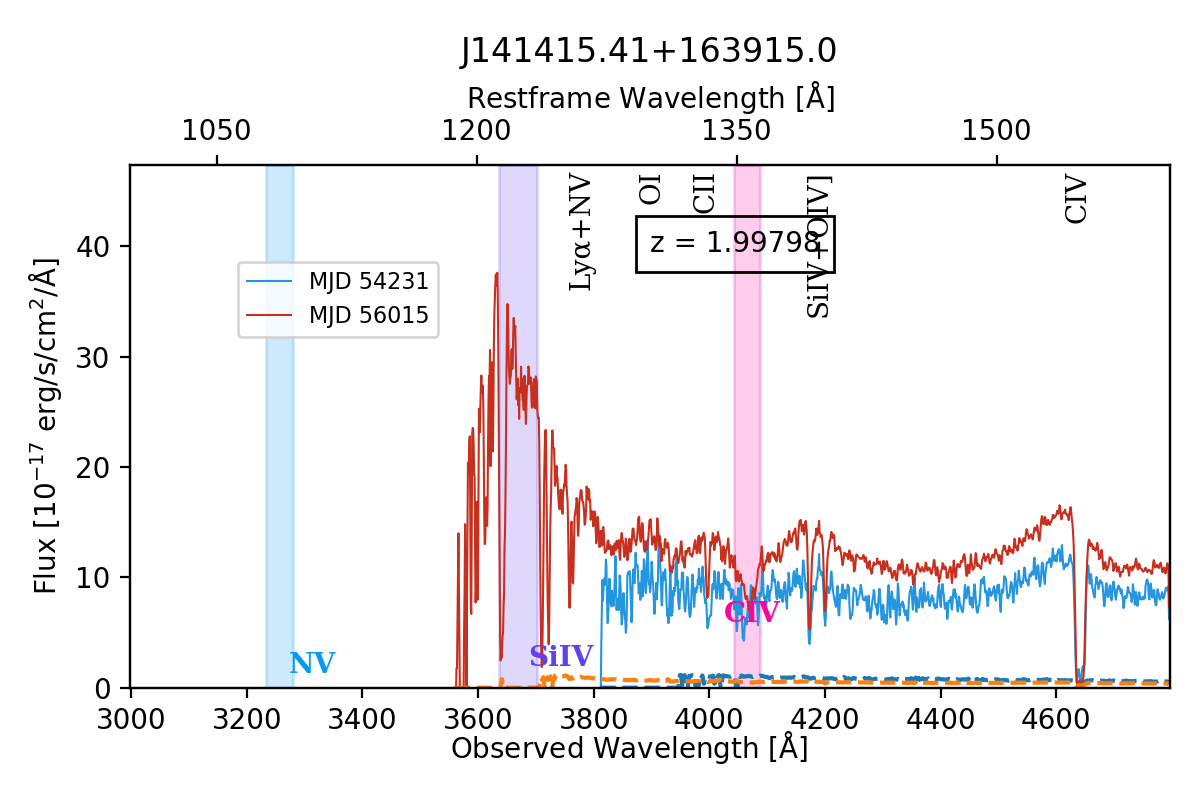 J141415.41+163915.0
Restframe Wavelength [Å]
1050 1200 1350 1500
Lyα+NV
OI
CII
SiIV+OIV]
CIV
z = 1.99798
MJD 54231
MJD 56015
Flux [10⁻¹⁷ erg/s/cm²/Å]
40
30
20
10
0
CIV
SiIV
NV
3000 3200 3400 3600 3800 4000 4200 4400 4600
Observed Wavelength [Å]